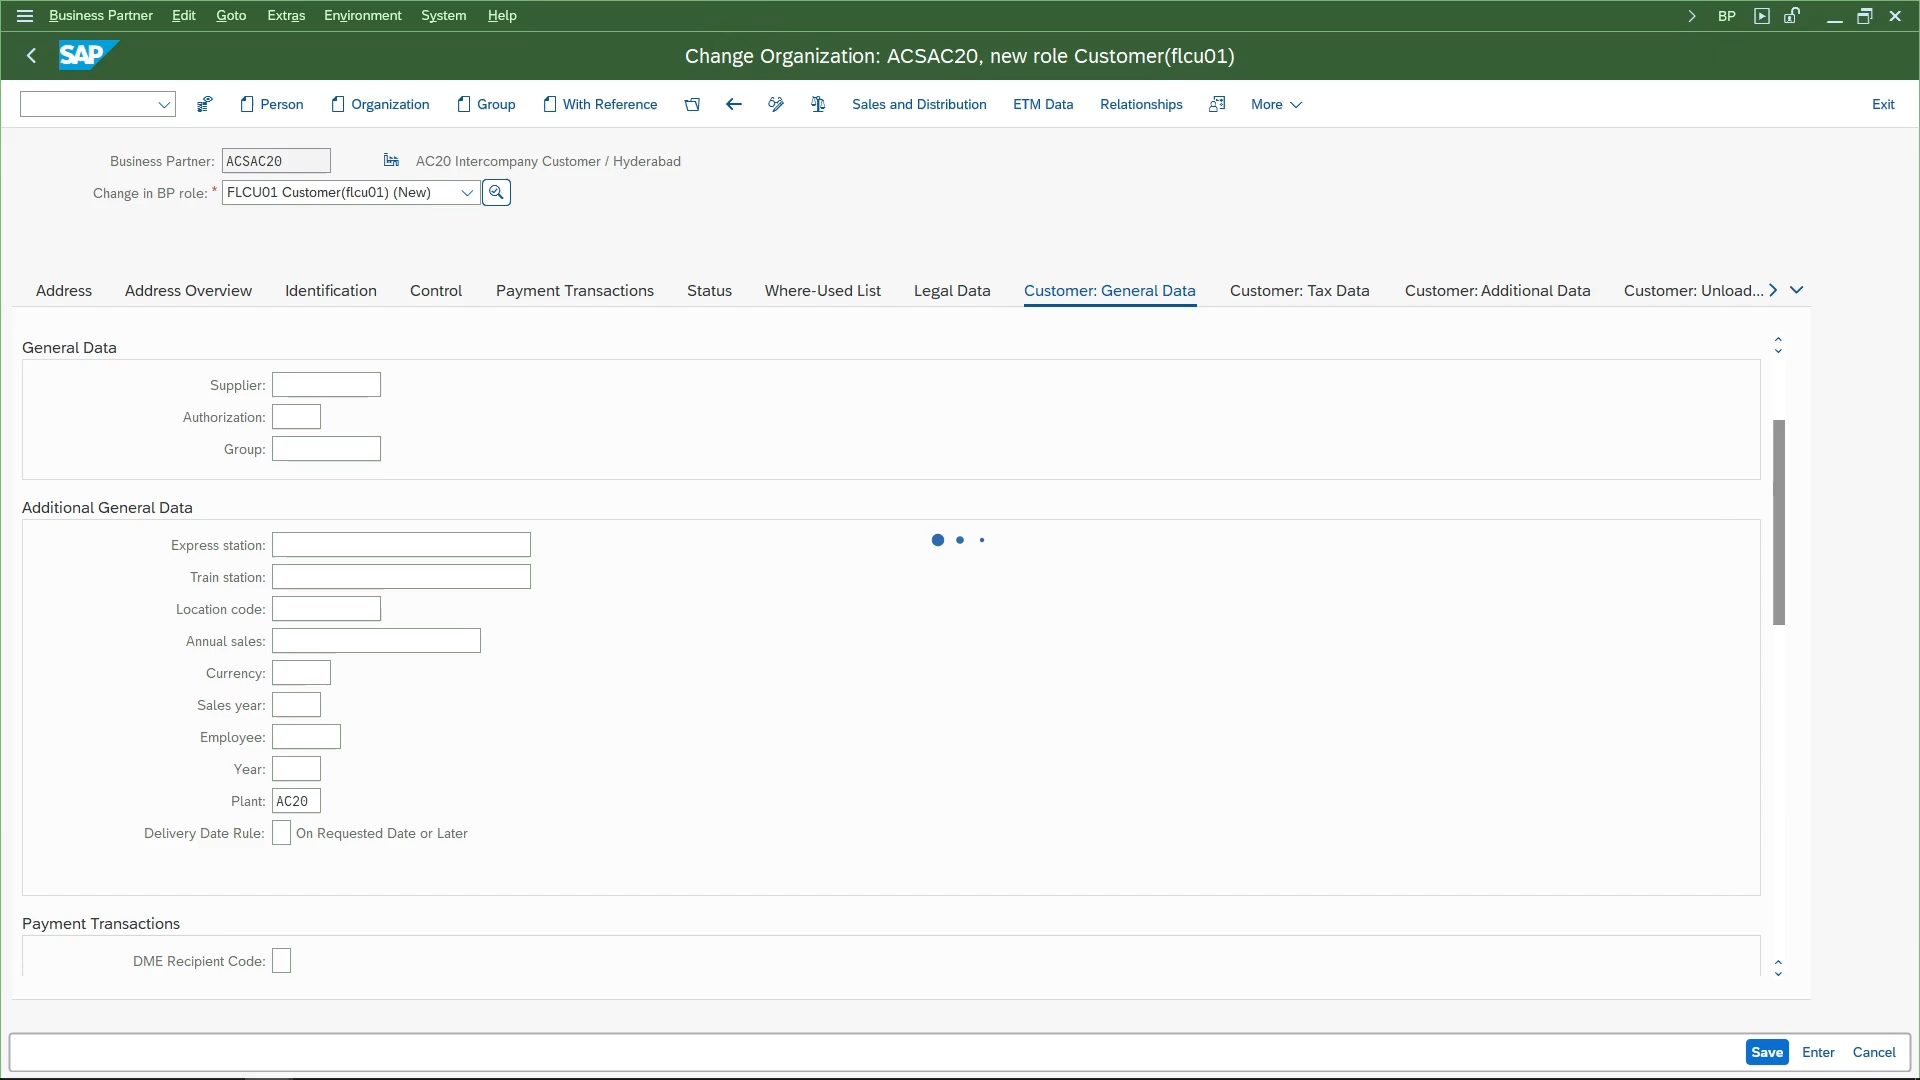 Business Partner Edit Goto Extras Environment System Help BP
SAP Change Organization: ACSAC20, new role Customer(flcu01)
Person Organization Group With Reference Sales and Distribution ETM Data Relationships More Exit
Business Partner: ACSAC20 AC20 Intercompany Customer / Hyderabad
Change in BP role: * FLCU01 Customer(flcu01) (New)
Address Address Overview Identification Control Payment Transactions Status Where-Used List Legal Data Customer: General Data Customer: Tax Data Customer: Additional Data Customer: Unload...
General Data
Supplier:
Authorization:
Group:
Additional General Data
Express station:
Train station:
Location code:
Annual sales:
Currency:
Sales year:
Employee:
Year:
Plant: AC20
Delivery Date Rule: On Requested Date or Later
Payment Transactions
DME Recipient Code:
Save Enter Cancel